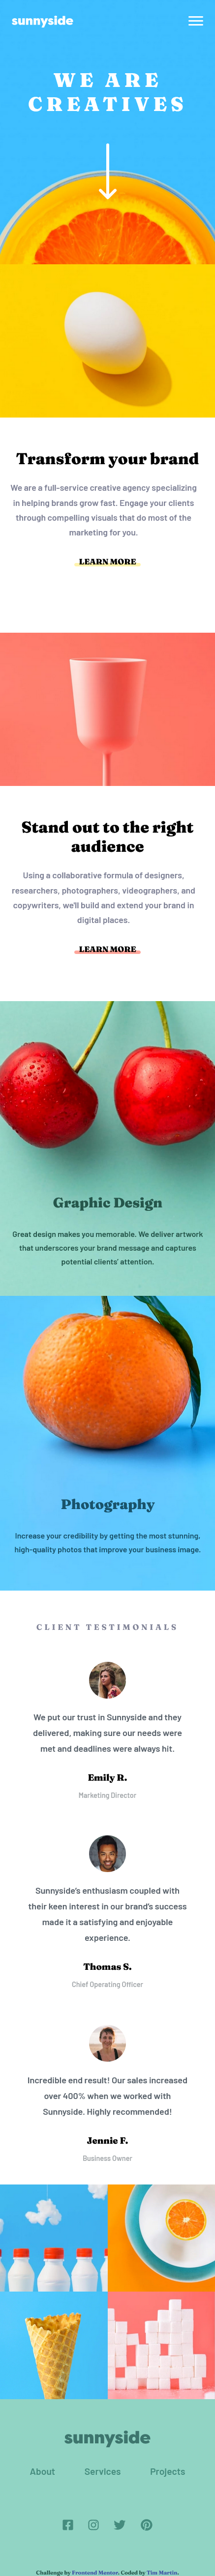 sunnyside
WE ARE
CREATIVES
Transform your brand
We are a full-service creative agency specializing
in helping brands grow fast. Engage your clients
through compelling visuals that do most of the
marketing for you.
LEARN MORE
Stand out to the right
audience
Using a collaborative formula of designers,
researchers, photographers, videographers, and
copywriters, we'll build and extend your brand in
digital places.
LEARN MORE
Graphic Design
Great design makes you memorable. We deliver artwork
that underscores your brand message and captures
potential clients' attention.
Photography
Increase your credibility by getting the most stunning,
high-quality photos that improve your business image.
CLIENT TESTIMONIALS
We put our trust in Sunnyside and they
delivered, making sure our needs were
met and deadlines were always hit.
Emily R.
Marketing Director
Sunnyside's enthusiasm coupled with
their keen interest in our brand's success
made it a satisfying and enjoyable
experience.
Thomas S.
Chief Operating Officer
Incredible end result! Our sales increased
over 400% when we worked with
Sunnyside. Highly recommended!
Jennie F.
Business Owner
sunnyside
About Services Projects
Challenge by Frontend Mentor. Coded by Tim Martin.